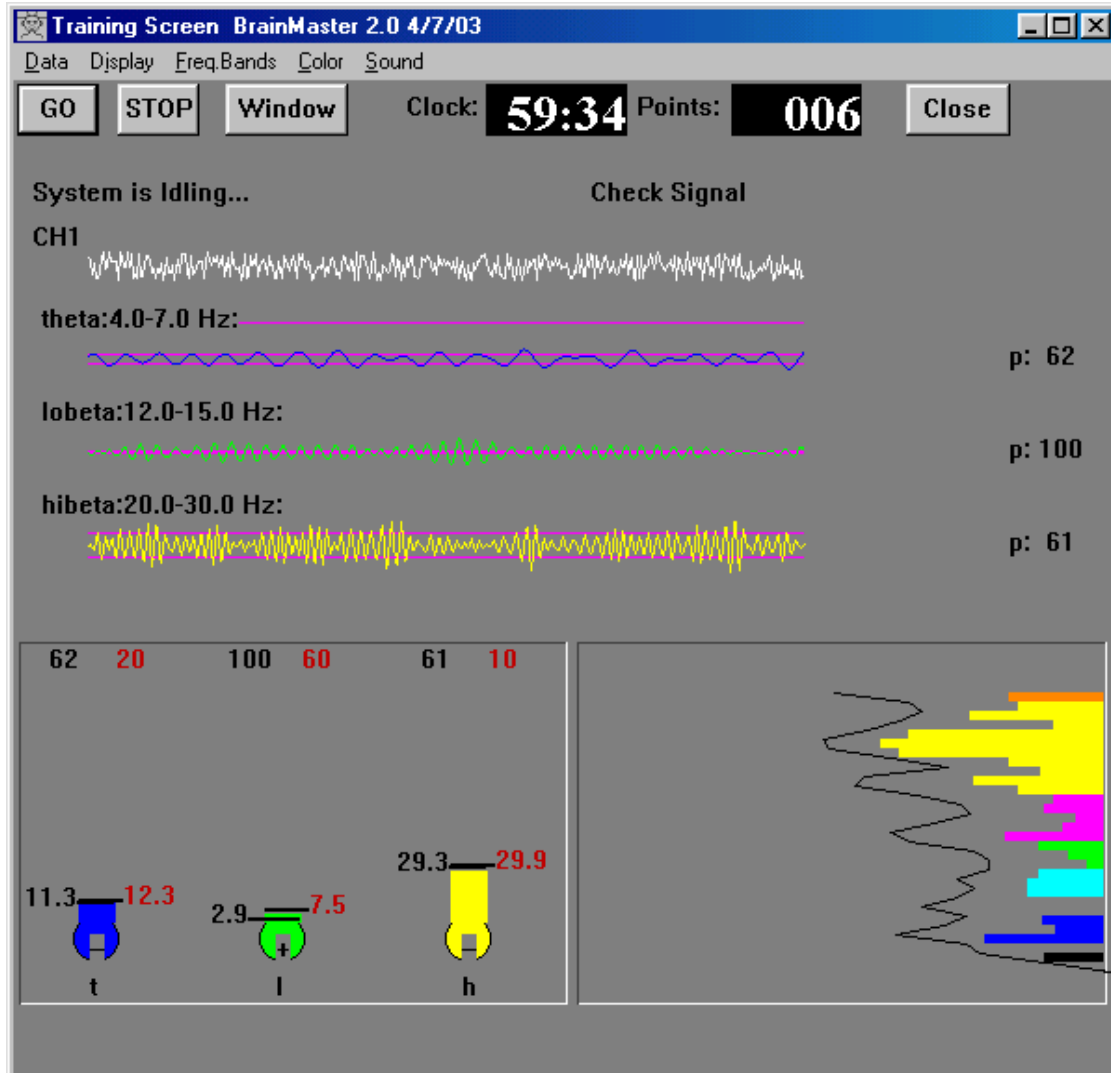 Training Screen BrainMaster 2.0 4/7/03
Data Display Freq.Bands Color Sound
GO STOP Window Clock: 59:34 Points: 006 Close
System is Idling... Check Signal
CH1
theta:4.0-7.0 Hz:
p: 62
lobeta:12.0-15.0 Hz:
p: 100
hibeta:20.0-30.0 Hz:
p: 61
62 20 100 60 61 10
29.3 29.9
11.3 12.3 2.9 7.5
- + -
t l h